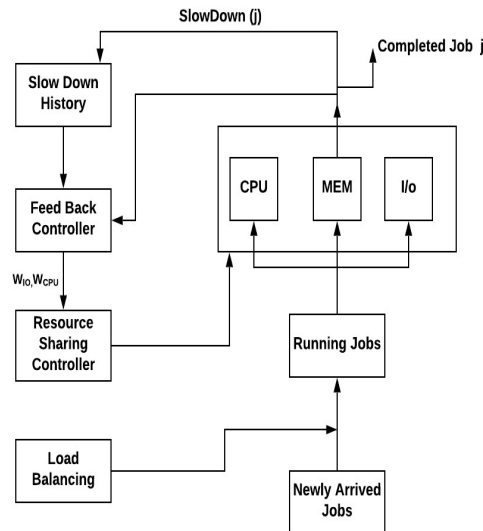 SlowDown (j)
Completed Job j
Slow Down
History
CPU
MEM
I/o
Feed Back
Controller
WIO,WCPU
Resource
Sharing
Controller
Running Jobs
Load
Balancing
Newly Arrived
Jobs